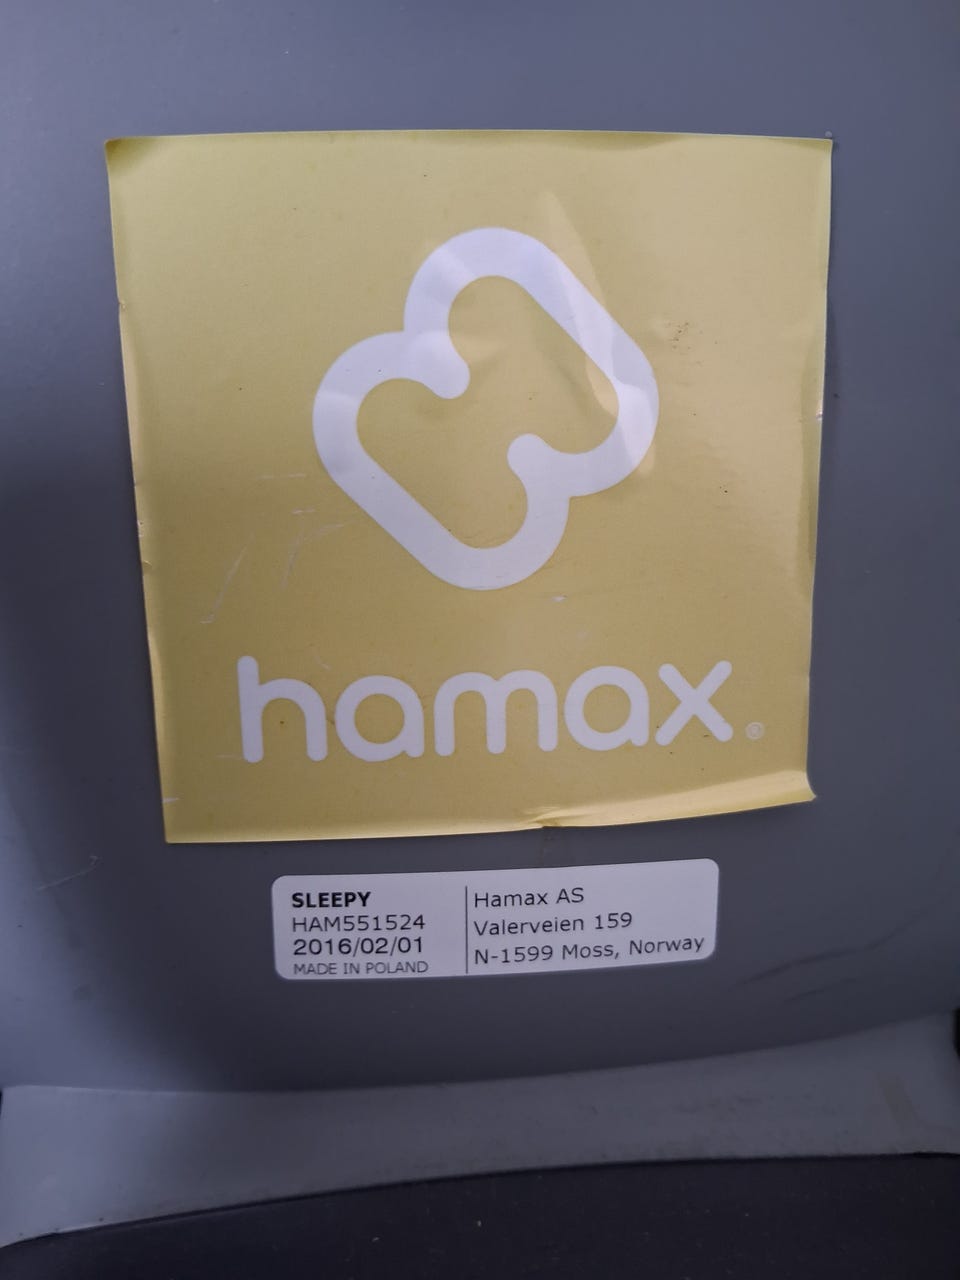 hamax®
SLEEPY
HAM551524
2016/02/01
MADE IN POLAND
Hamax AS
Valerveien 159
N-1599 Moss, Norway